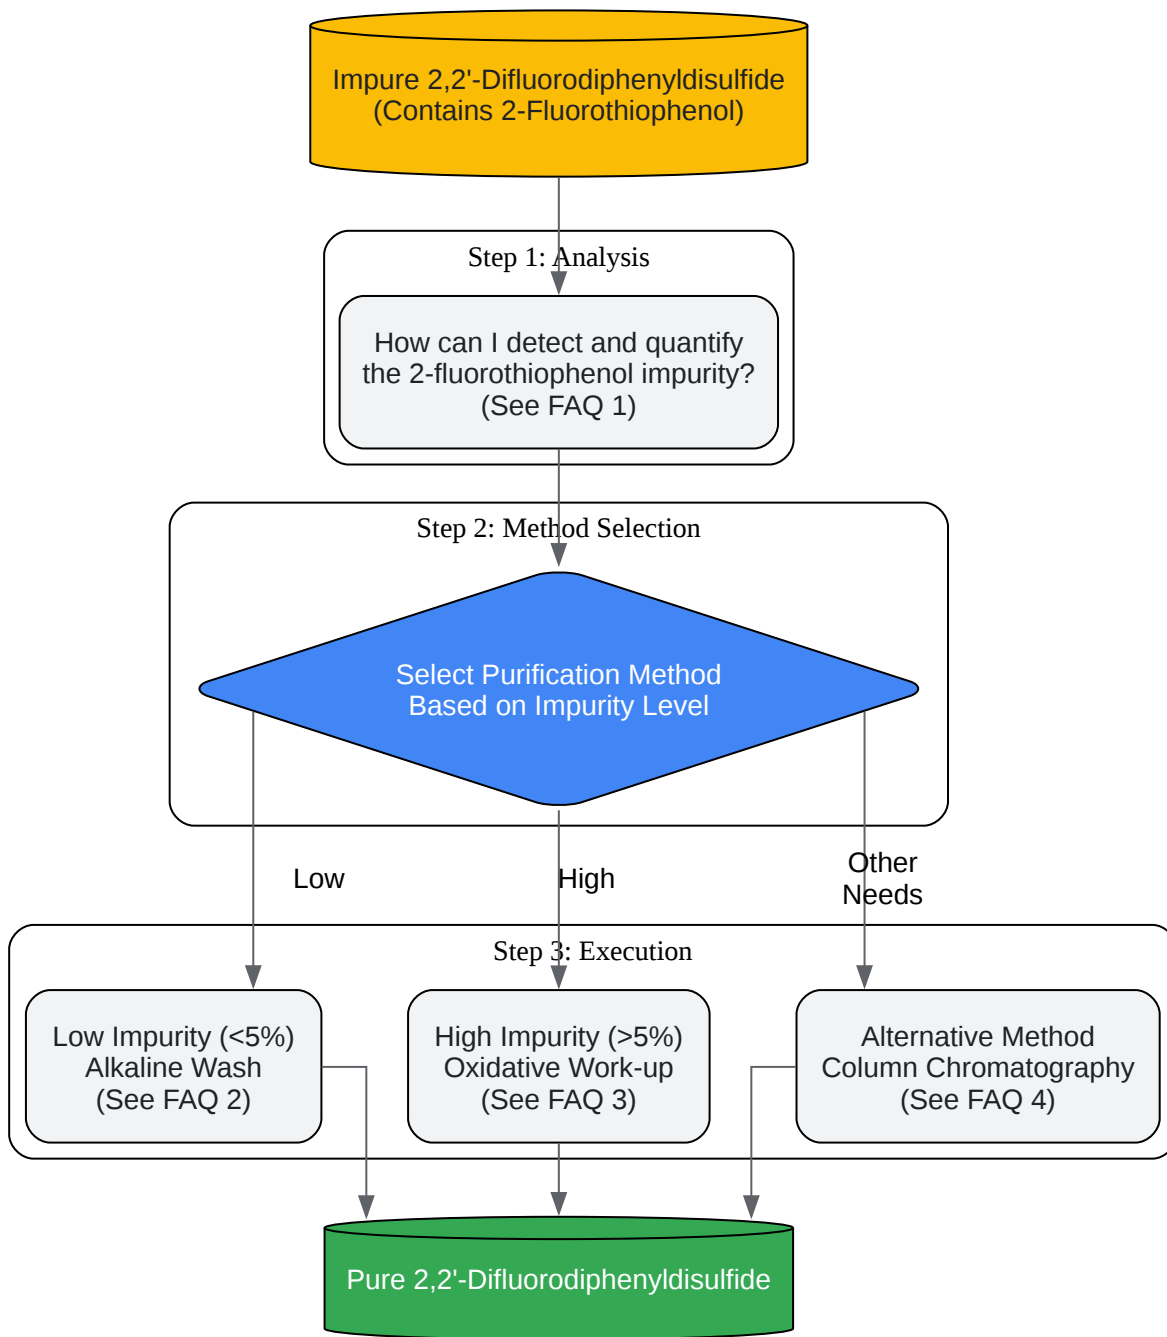 Impure 2,2'-Difluorodiphenyldisulfide
(Contains 2-Fluorothiophenol)
Step 1: Analysis
How can I detect and quantify
the 2-fluorothiophenol impurity?
(See FAQ 1)
Step 2: Method Selection
Select Purification Method
Based on Impurity Level
Low
High
Other
Needs
Step 3: Execution
Low Impurity (<5%)
Alkaline Wash
(See FAQ 2)
High Impurity (>5%)
Oxidative Work-up
(See FAQ 3)
Alternative Method
Column Chromatography
(See FAQ 4)
Pure 2,2'-Difluorodiphenyldisulfide